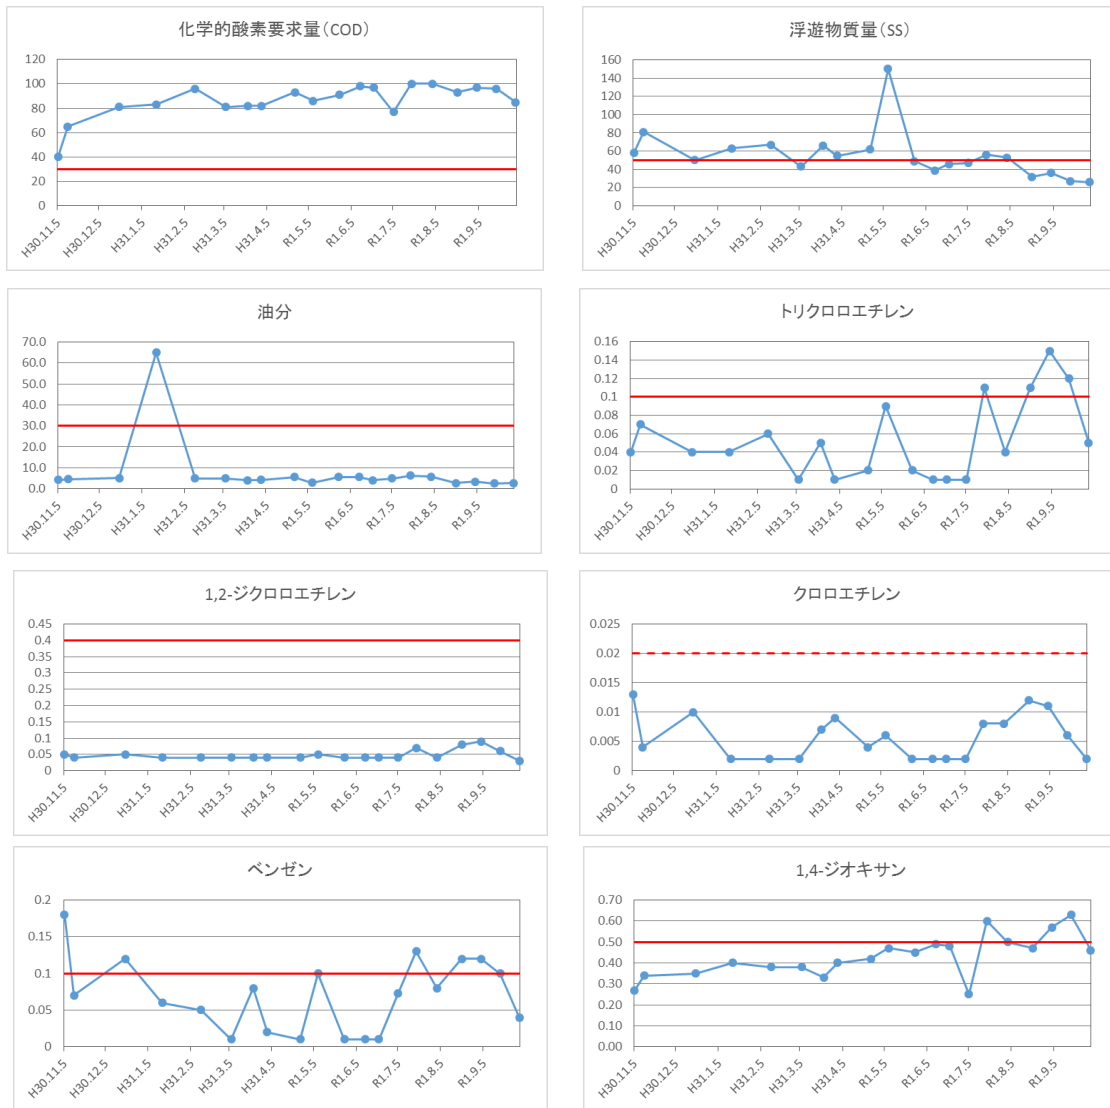 化学的酸素要求量（COD）
120
100
80
60
40
20
0
H30.11.5
H30.12.5
H31.1.5
H31.2.5
H31.3.5
H31.4.5
R1.5.5
R1.6.5
R1.7.5
R1.8.5
R1.9.5
浮遊物質量（SS）
160
140
120
100
80
60
40
20
0
H30.11.5
H30.12.5
H31.1.5
H31.2.5
H31.3.5
H31.4.5
R1.5.5
R1.6.5
R1.7.5
R1.8.5
R1.9.5
油分
70.0
60.0
50.0
40.0
30.0
20.0
10.0
0.0
H30.11.5
H30.12.5
H31.1.5
H31.2.5
H31.3.5
H31.4.5
R1.5.5
R1.6.5
R1.7.5
R1.8.5
R1.9.5
トリクロロエチレン
0.16
0.14
0.12
0.1
0.08
0.06
0.04
0.02
0
H30.11.5
H30.12.5
H31.1.5
H31.2.5
H31.3.5
H31.4.5
R1.5.5
R1.6.5
R1.7.5
R1.8.5
R1.9.5
1,2-ジクロロエチレン
0.45
0.4
0.35
0.3
0.25
0.2
0.15
0.1
0.05
0
H30.11.5
H30.12.5
H31.1.5
H31.2.5
H31.3.5
H31.4.5
R1.5.5
R1.6.5
R1.7.5
R1.8.5
R1.9.5
クロロエチレン
0.025
0.02
0.015
0.01
0.005
0
H30.11.5
H30.12.5
H31.1.5
H31.2.5
H31.3.5
H31.4.5
R1.5.5
R1.6.5
R1.7.5
R1.8.5
R1.9.5
ベンゼン
0.2
0.15
0.1
0.05
0
H30.11.5
H30.12.5
H31.1.5
H31.2.5
H31.3.5
H31.4.5
R1.5.5
R1.6.5
R1.7.5
R1.8.5
R1.9.5
1,4-ジオキサン
0.70
0.60
0.50
0.40
0.30
0.20
0.10
0.00
H30.11.5
H30.12.5
H31.1.5
H31.2.5
H31.3.5
H31.4.5
R1.5.5
R1.6.5
R1.7.5
R1.8.5
R1.9.5